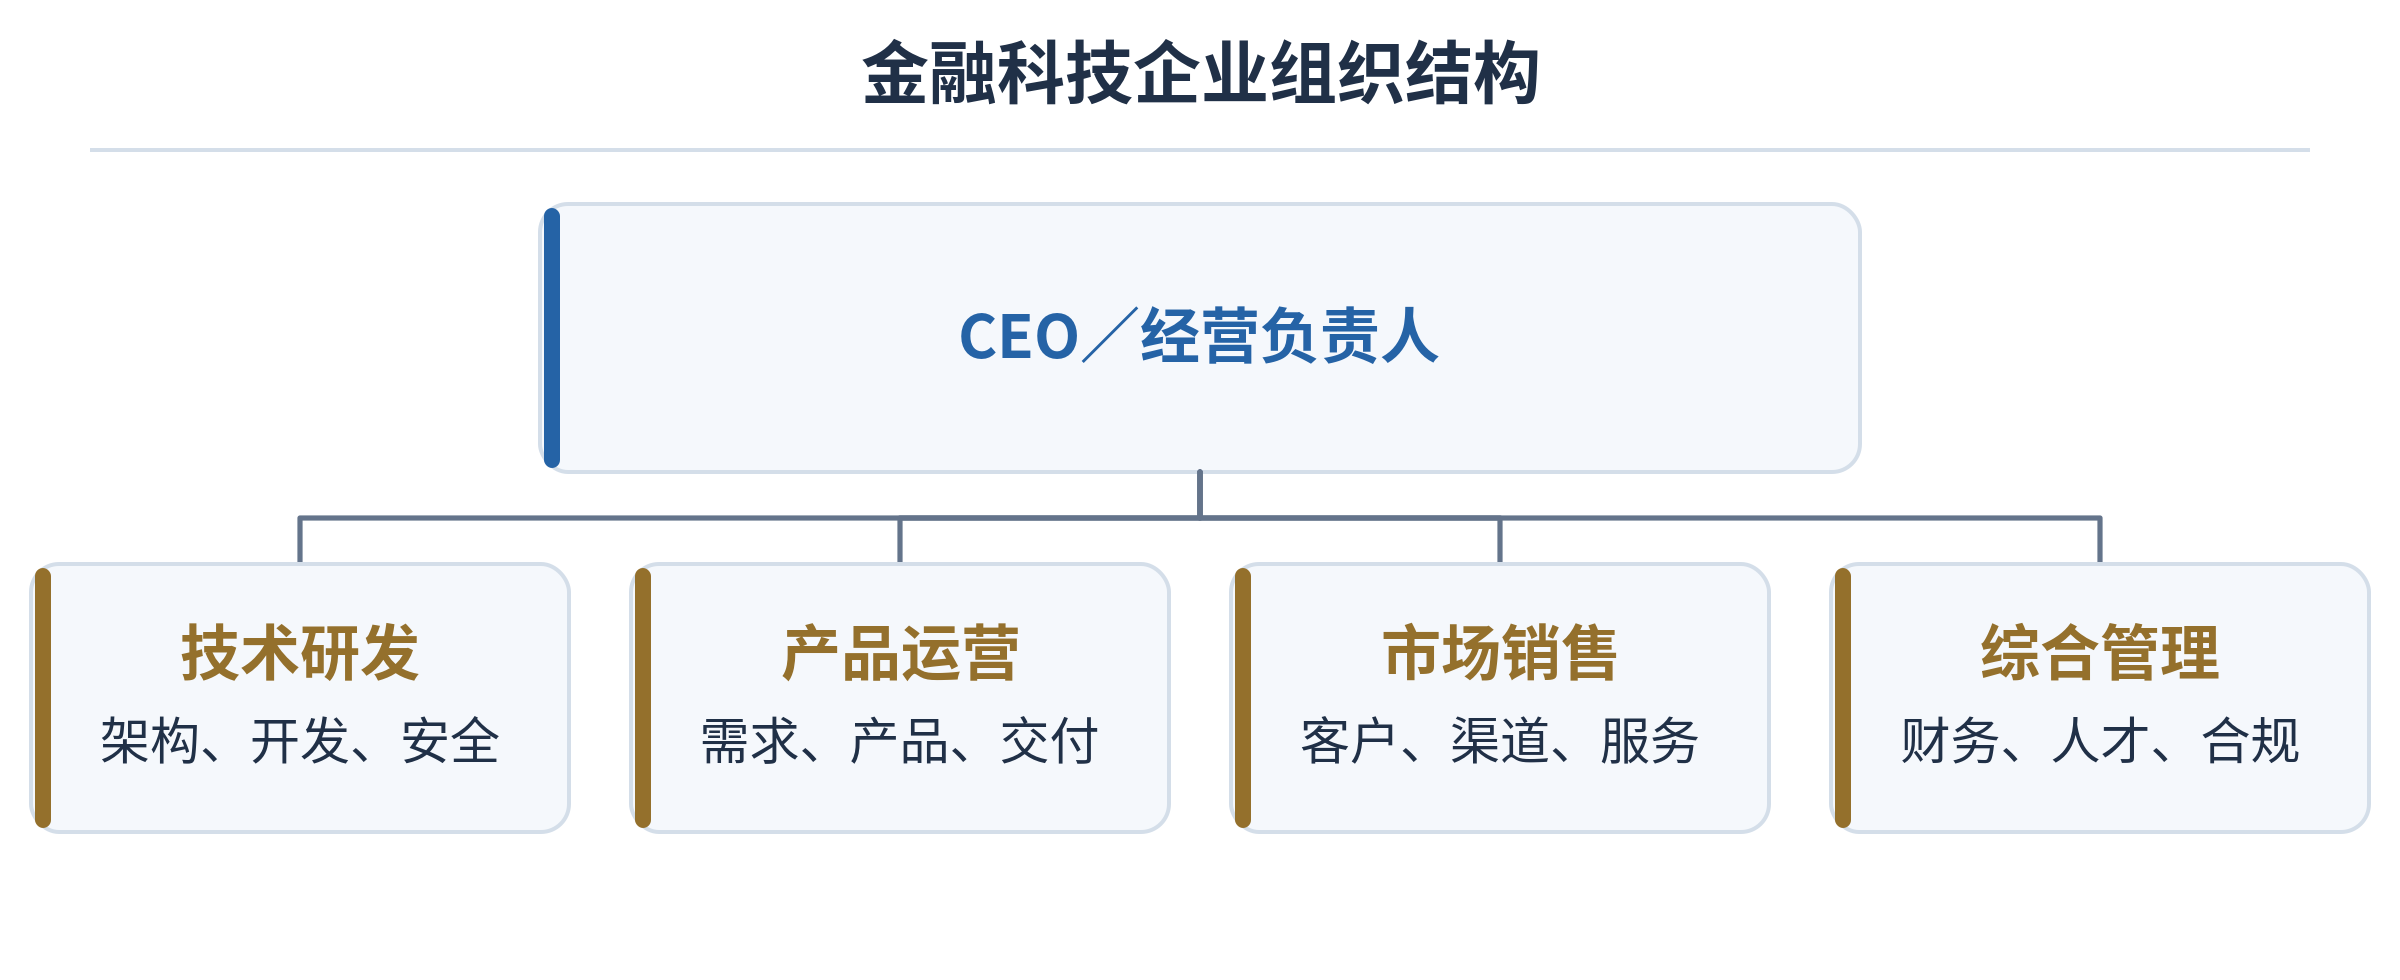 金融科技企业组织结构
CEO／经营负责人
技术研发
架构、开发、安全
产品运营
需求、产品、交付
市场销售
客户、渠道、服务
综合管理
财务、人才、合规